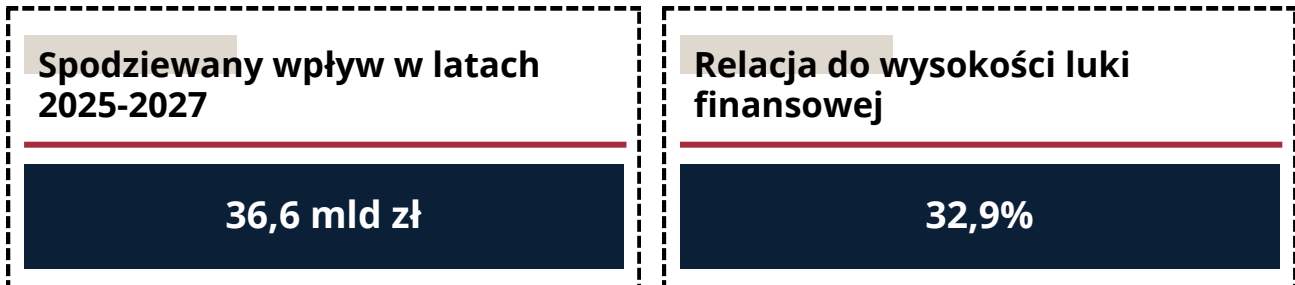 Spodziewany wpływ w latach
2025-2027
36,6 mld zł
Relacja do wysokości luki
finansowej
32,9%